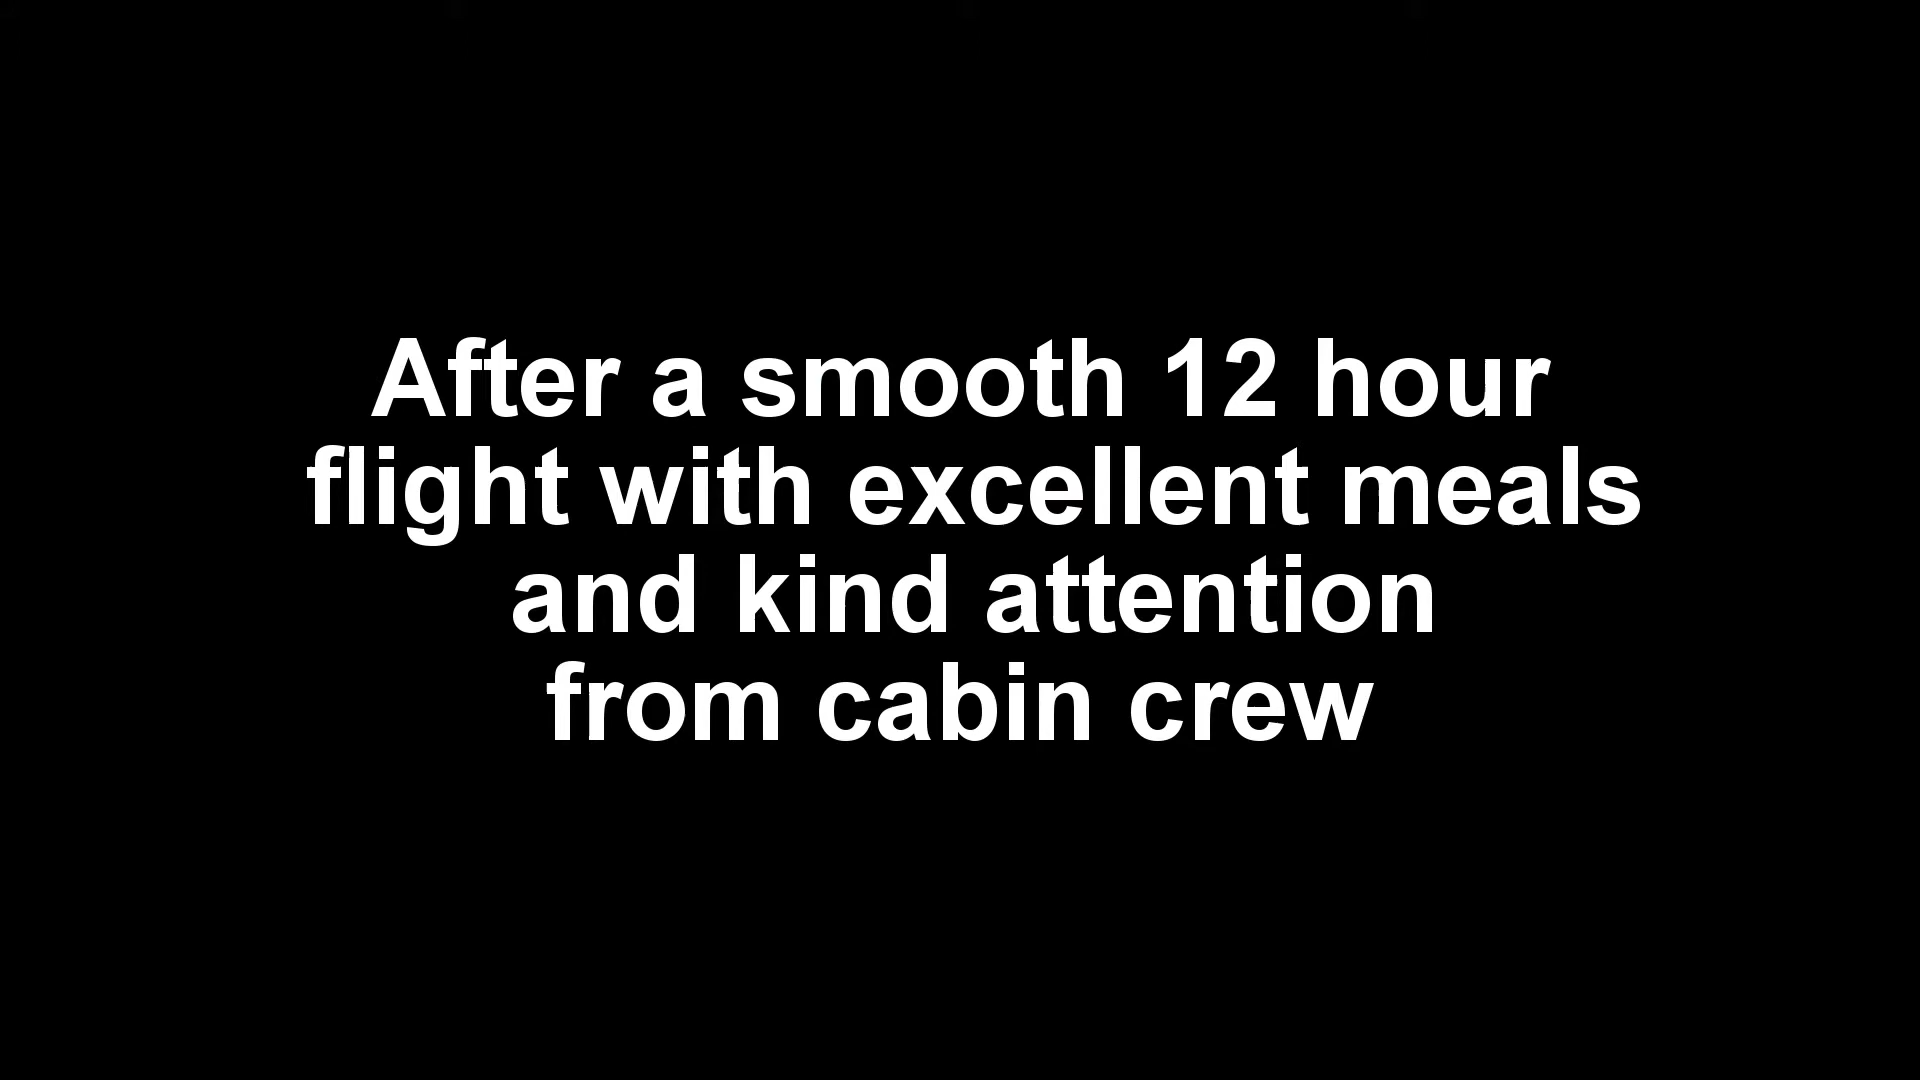 After a smooth 12 hour
flight with excellent meals
and kind attention
from cabin crew